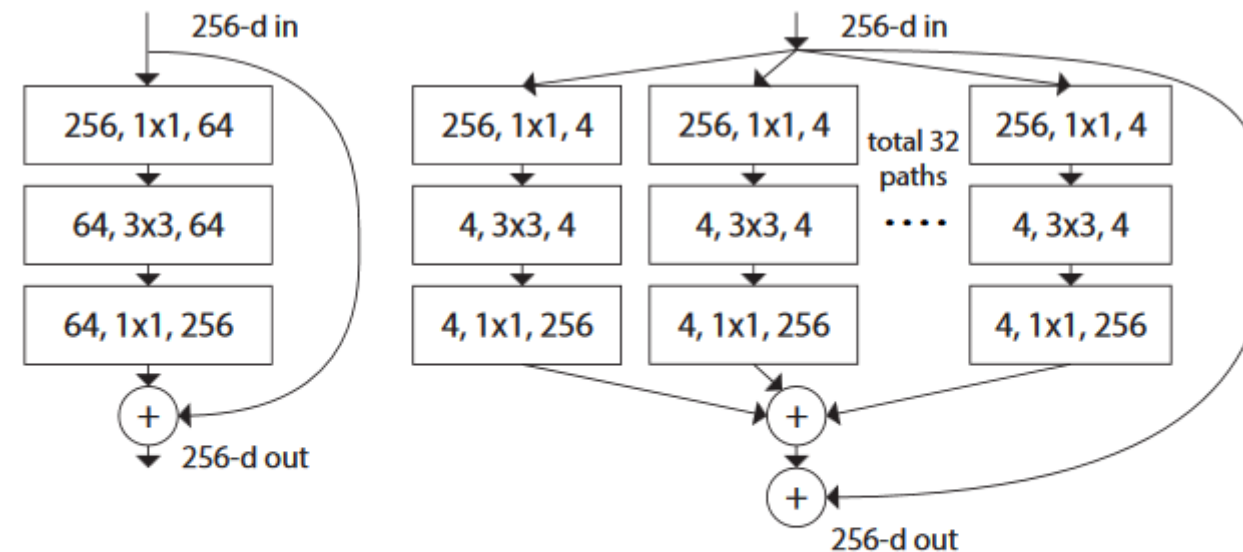 256-d in
256, 1x1, 64
64, 3x3, 64
64, 1x1, 256
+
256-d out
256-d in
256, 1x1, 4
256, 1x1, 4
total 32
paths
....
256, 1x1, 4
4, 3x3, 4
4, 3x3, 4
4, 3x3, 4
4, 1x1, 256
4, 1x1, 256
4, 1x1, 256
+
+
256-d out